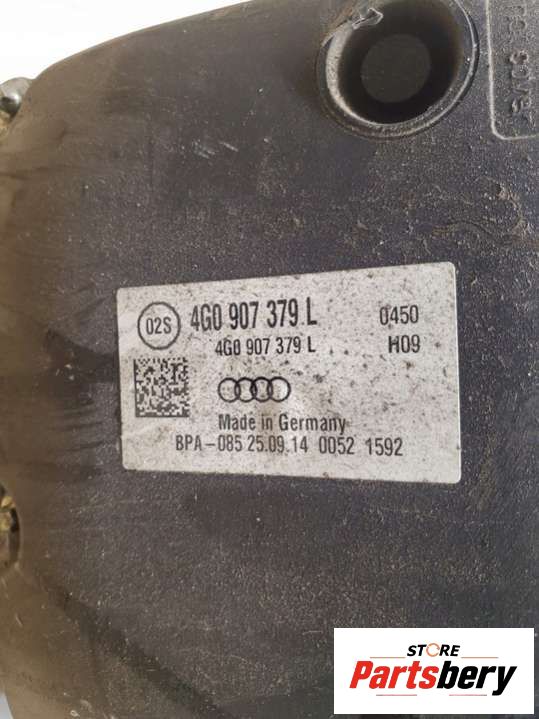 02S
4G0 907 379 L
0450
4G0 907 379 L
H09
Made in Germany
BPA-085 25.09.14 0052 1592
STORE
Partsbery